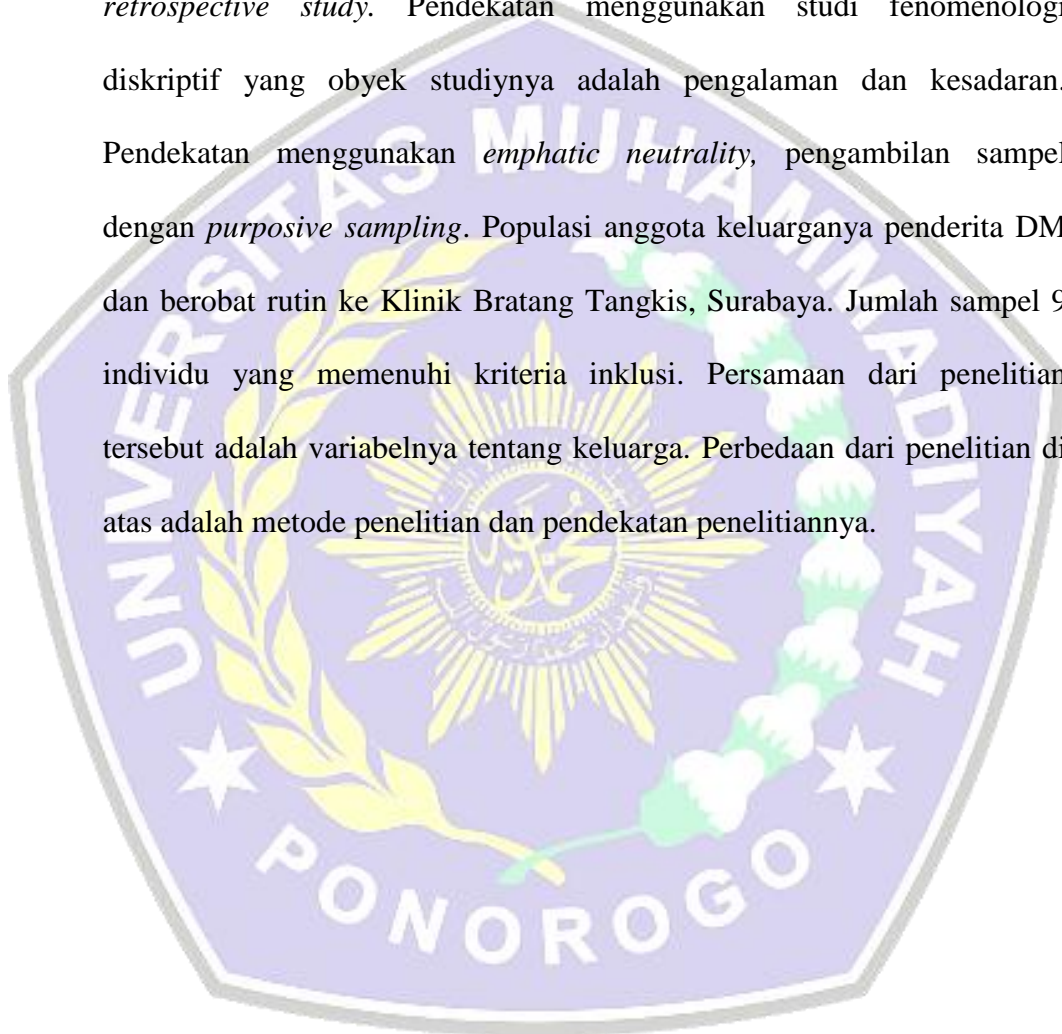 retrospective study. Pendekatan menggunakan studi fenomenologi
diskriptif yang obyek studiynya adalah pengalaman dan kesadaran.
Pendekatan menggunakan emphatic neutrality, pengambilan sampel
dengan purposive sampling. Populasi anggota keluarganya penderita DM
dan berobat rutin ke Klinik Bratang Tangkis, Surabaya. Jumlah sampel 9
individu yang memenuhi kriteria inklusi. Persamaan dari penelitian
tersebut adalah variabelnya tentang keluarga. Perbedaan dari penelitian di
atas adalah metode penelitian dan pendekatan penelitiannya.
UNIVERSITAS MUHAMMADIYAH
PONOROGO